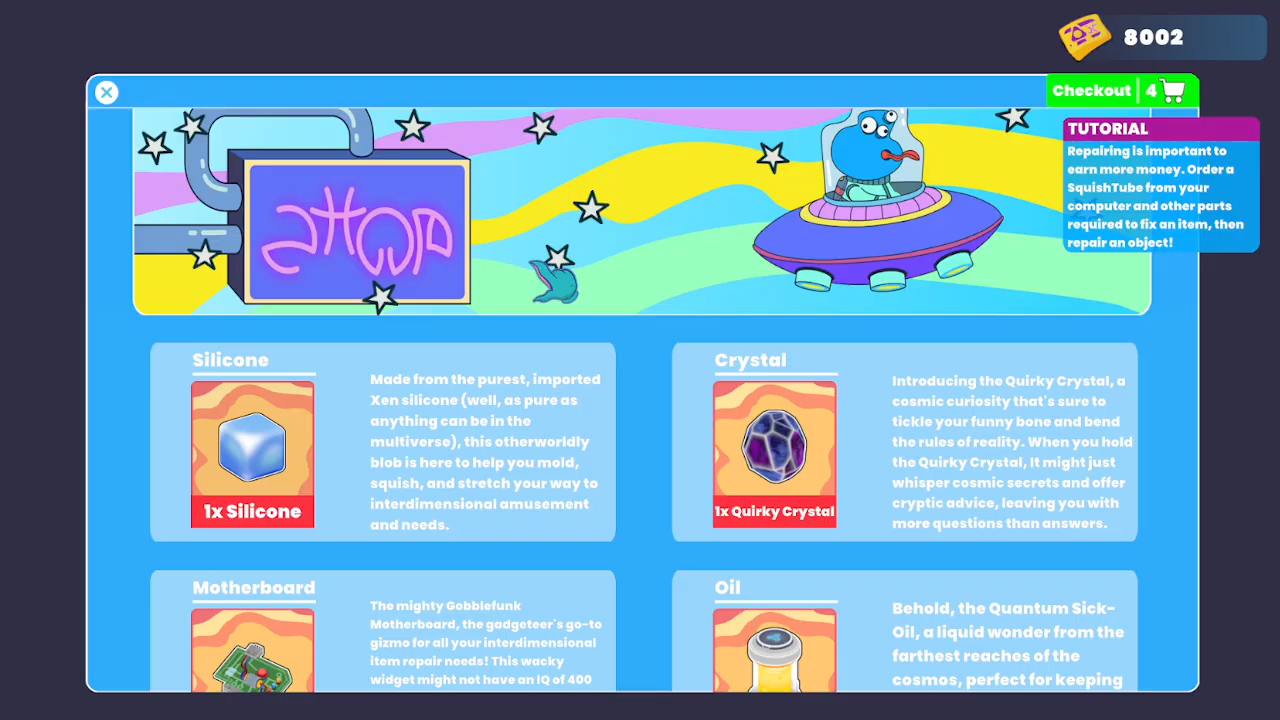 8002
Checkout | 4
TUTORIAL
Repairing is important to
earn more money. Order a
SquishTube from your
computer and other parts
required to fix an item, then
repair an object!
Silicone
Made from the purest, imported
Xen silicone (well, as pure as
anything can be in the
multiverse), this otherworldly
blob is here to help you mold,
squish, and stretch your way to
interdimensional amusement
and needs.
1x Silicone
Crystal
Introducing the Quirky Crystal, a
cosmic curiosity that's sure to
tickle your funny bone and bend
the rules of reality. When you hold
the Quirky Crystal, It might just
whisper cosmic secrets and offer
cryptic advice, leaving you with
more questions than answers.
1x Quirky Crystal
Motherboard
The mighty Gobblefunk
Motherboard, the gadgeteer's go-to
gizmo for all your interdimensional
item repair needs! This wacky
widget might not have an IQ of 400
Oil
Behold, the Quantum Sick-
Oil, a liquid wonder from the
farthest reaches of the
cosmos, perfect for keeping